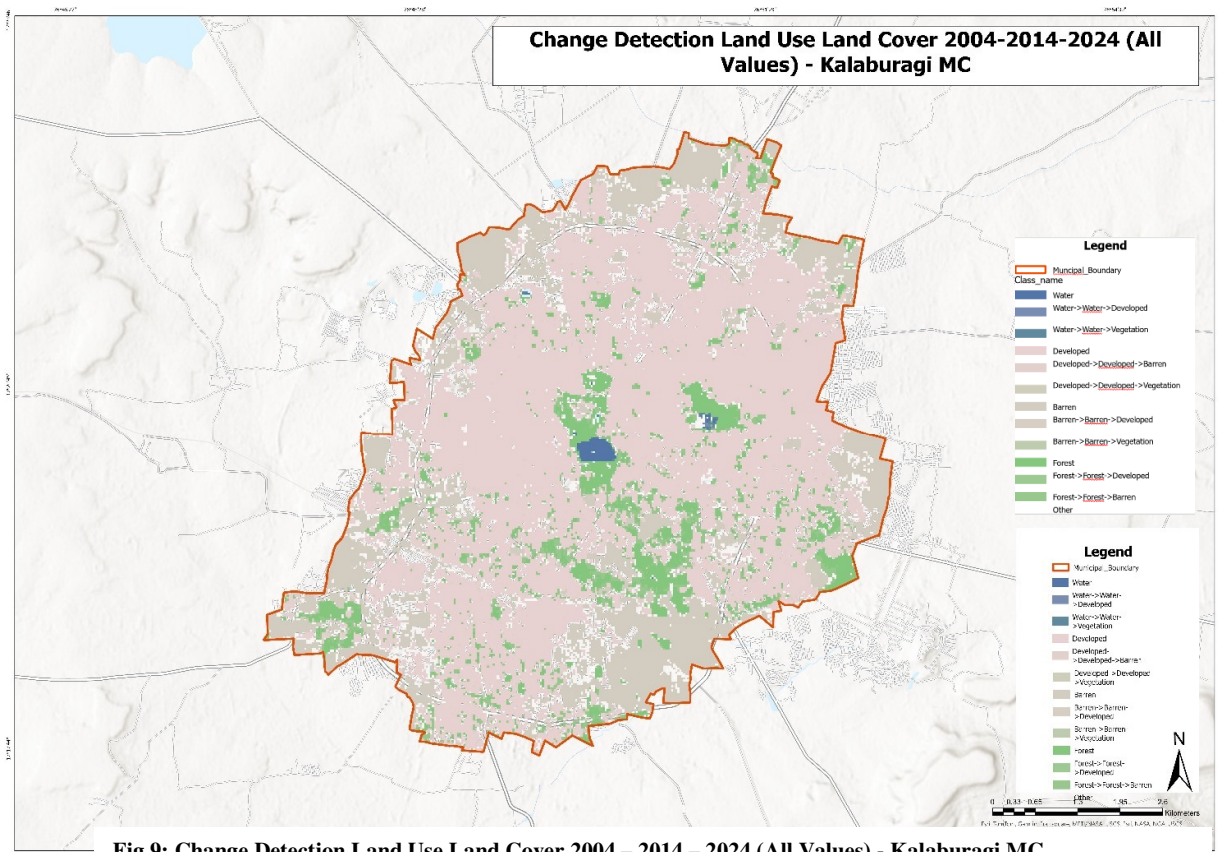 Change Detection Land Use Land Cover 2004-2014-2024 (All
Values) - Kalaburagi MC
Legend
Muncipal_Boundary
Class_name
Water
Water->Water->Developed
Water->Water->Vegetation
Developed
Developed->Developed->Barren
Developed->Developed->Vegetation
Barren
Barren->Barren->Developed
Barren->Barren->Vegetation
Forest
Forest->Forest->Developed
Forest->Forest->Barren
Other
Legend
Municipal_Boundary
Water
Water->Water-
>Developed
Water->Water-
>Vegetation
Developed
Developed-
>Developed->Barren
Developed->Developed
->Vegetation
Barren
Barren->Barren-
>Developed
Barren->Barren
->Vegetation
Forest
Forest->Forest-
>Developed
Forest->Forest->Barren
Other
N
0 0.33 0.65 1.3 1.95 2.6
Kilometers
Fig 9: Change Detection Land Use Land Cover 2004 – 2014 – 2024 (All Values) - Kalaburagi MC